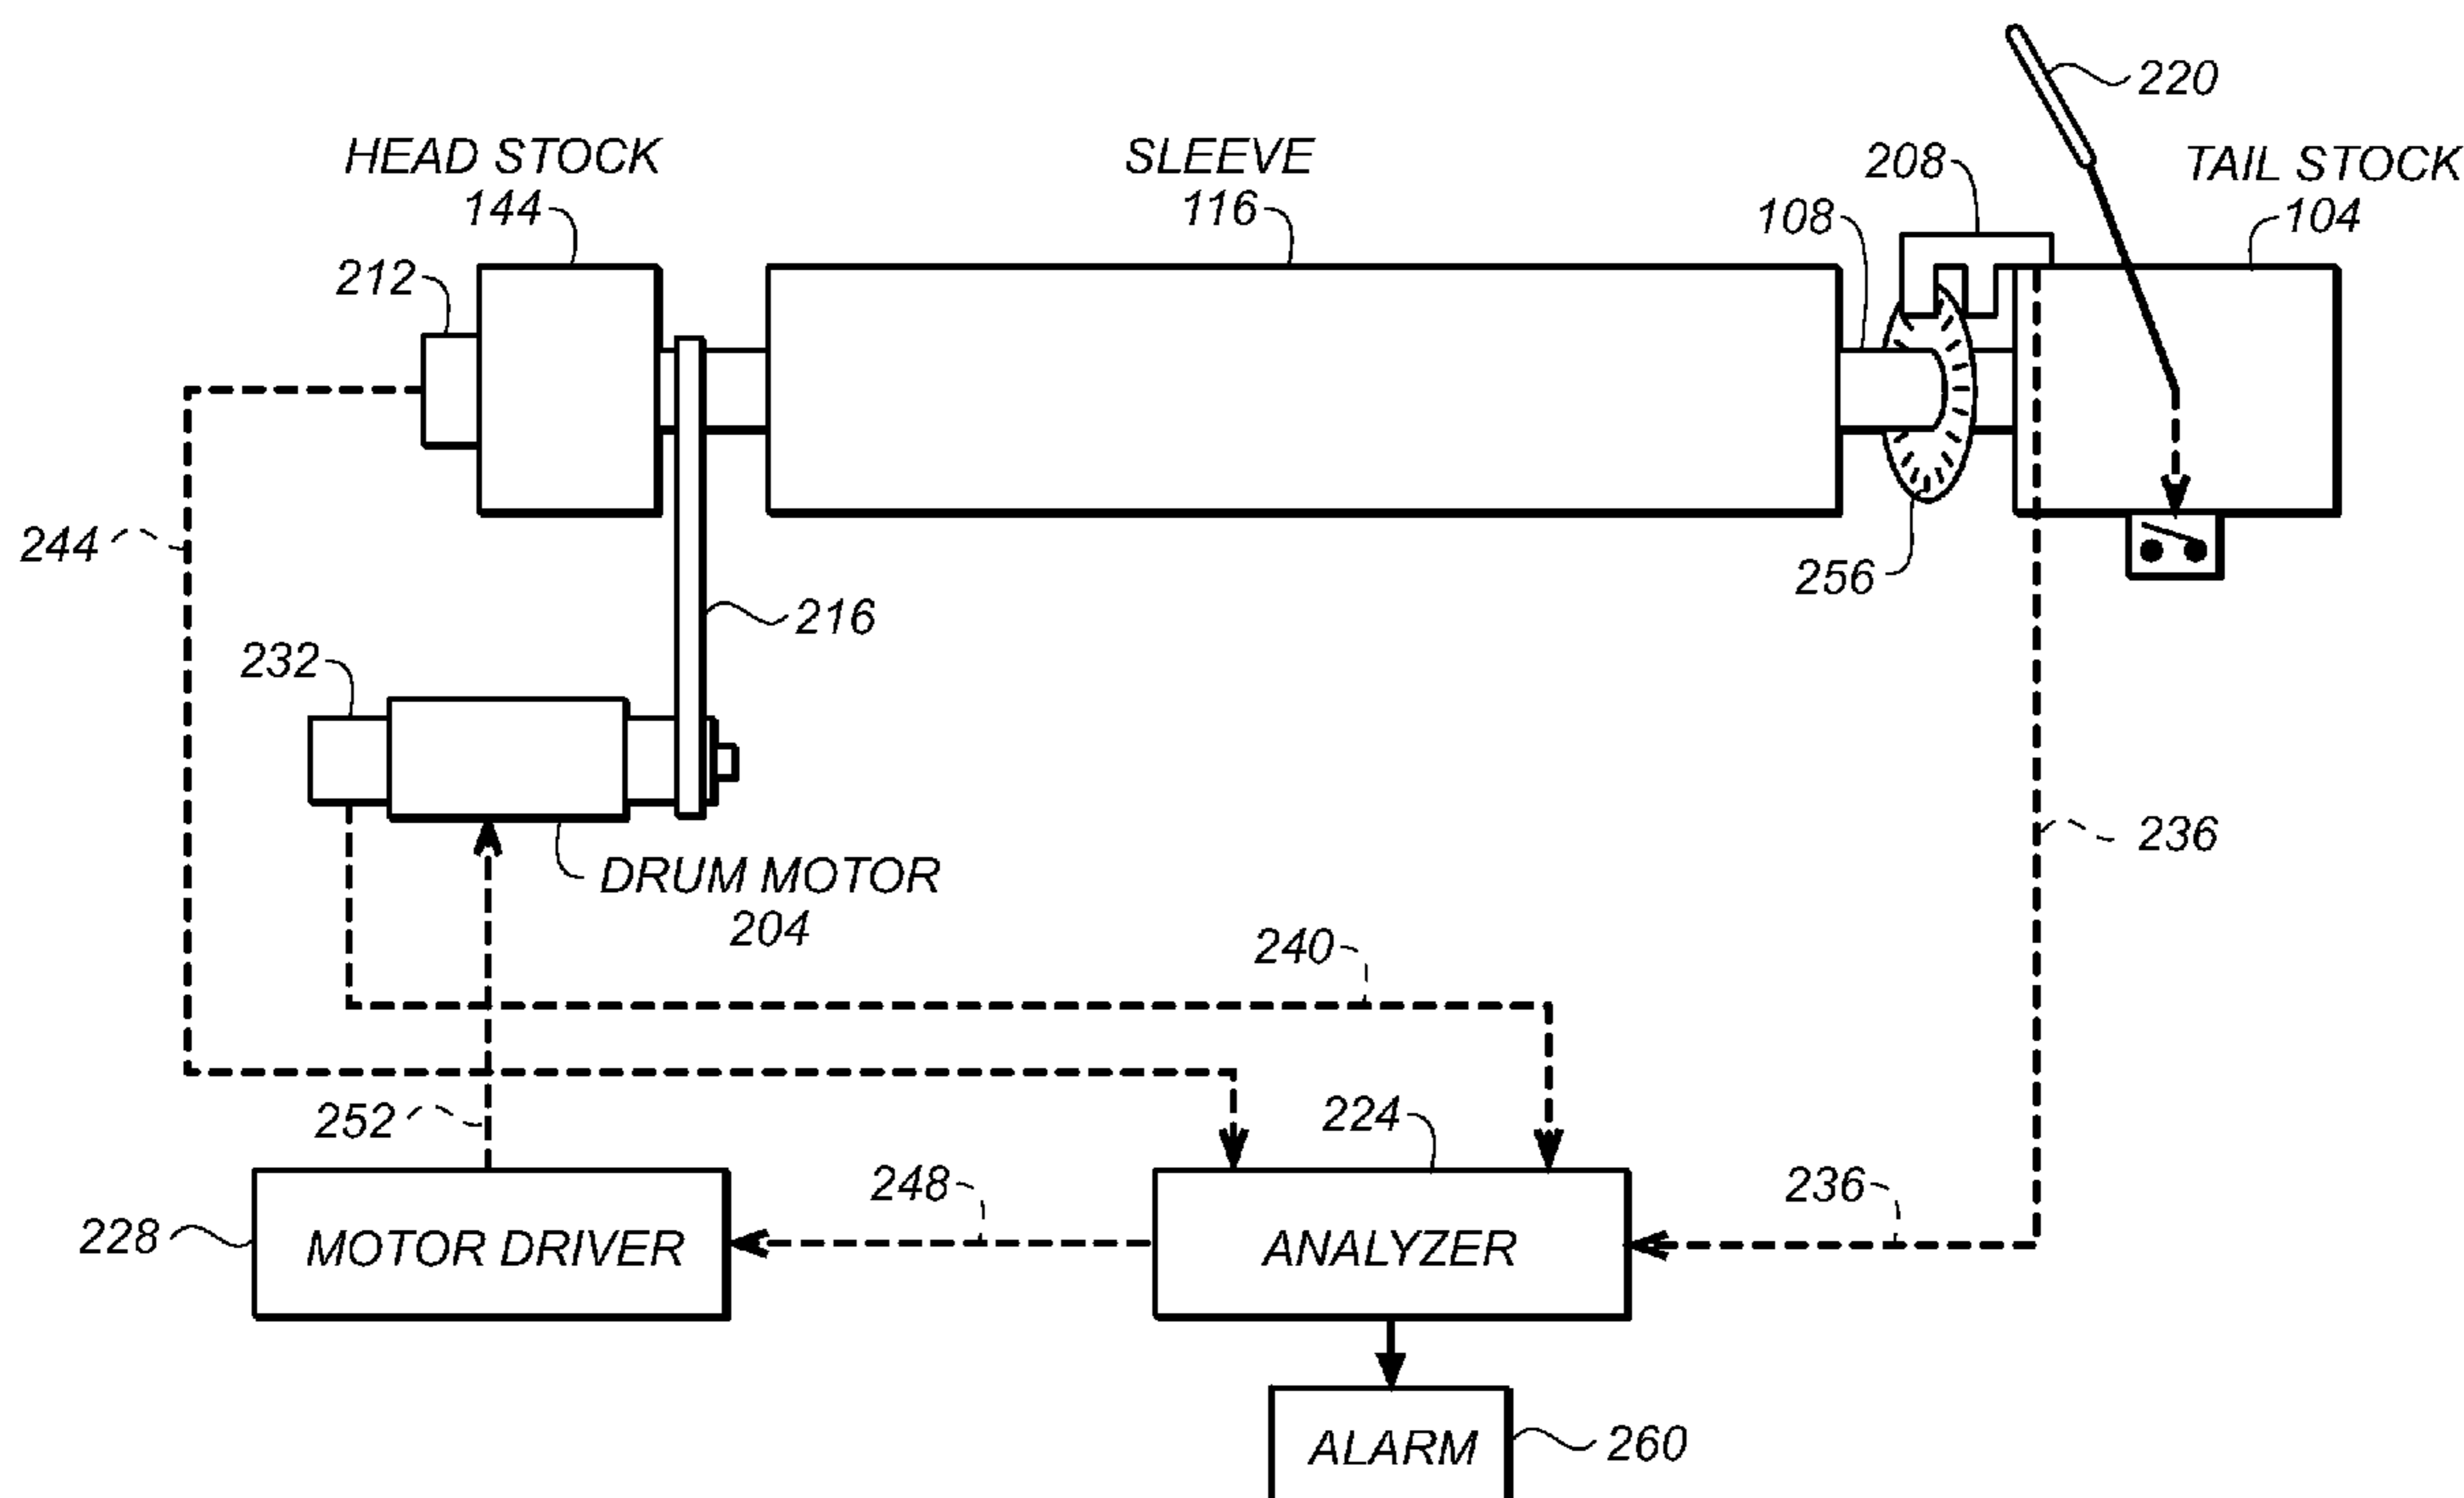 220
HEAD STOCK
144
SLEEVE
116
208
TAIL STOCK
104
108
212
244
256
216
232
236
DRUM MOTOR
204
240
252
224
248
236
228
MOTOR DRIVER
ANALYZER
ALARM
260